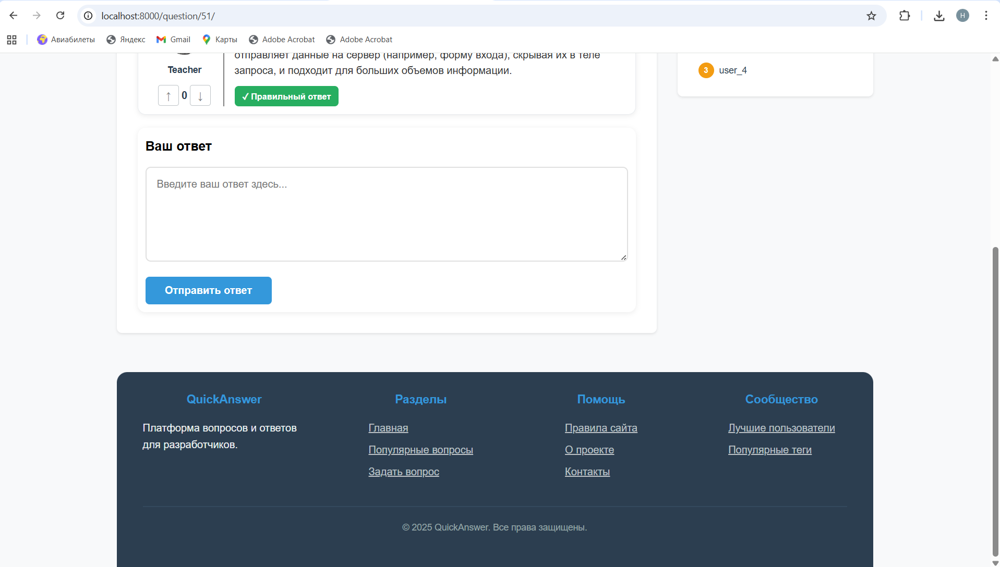 localhost:8000/question/51/
H
Авиабилеты
Яндекс
Gmail
Карты
Adobe Acrobat
Adobe Acrobat
отправляет данные на сервер (например, форму входа), скрывая их в теле
запроса, и подходит для больших объемов информации.
Teacher
↑ 0 ↓
✓ Правильный ответ
3 user_4
Ваш ответ
Введите ваш ответ здесь...
Отправить ответ
QuickAnswer
Платформа вопросов и ответов
для разработчиков.
Разделы
Главная
Популярные вопросы
Задать вопрос
Помощь
Правила сайта
О проекте
Контакты
Сообщество
Лучшие пользователи
Популярные теги
© 2025 QuickAnswer. Все права защищены.